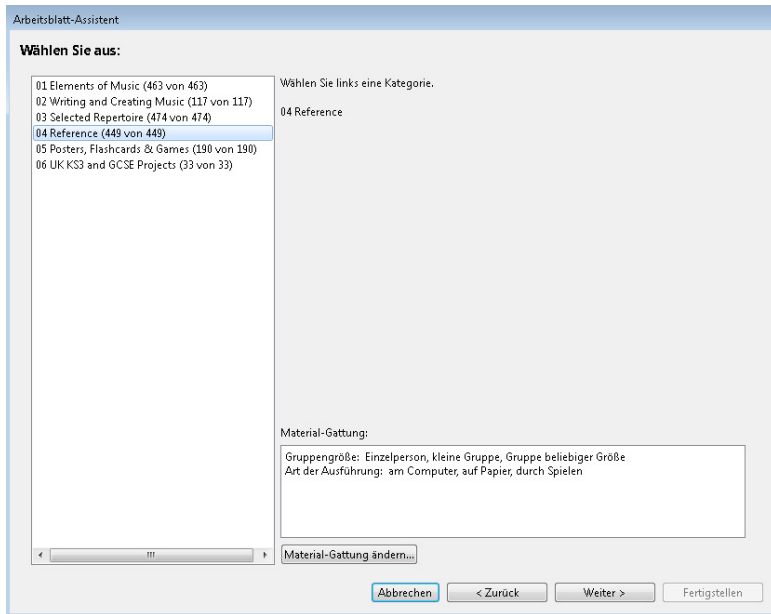 Arbeitsblatt-Assistent
Wählen Sie aus:
01 Elements of Music (463 von 463)
02 Writing and Creating Music (117 von 117)
03 Selected Repertoire (474 von 474)
04 Reference (449 von 449)
05 Posters, Flashcards & Games (190 von 190)
06 UK KS3 and GCSE Projects (33 von 33)
Wählen Sie links eine Kategorie.
04 Reference
Material-Gattung:
Gruppengröße: Einzelperson, kleine Gruppe, Gruppe beliebiger Größe
Art der Ausführung: am Computer, auf Papier, durch Spielen
Material-Gattung ändern...
Abbrechen
< Zurück
Weiter >
Fertigstellen